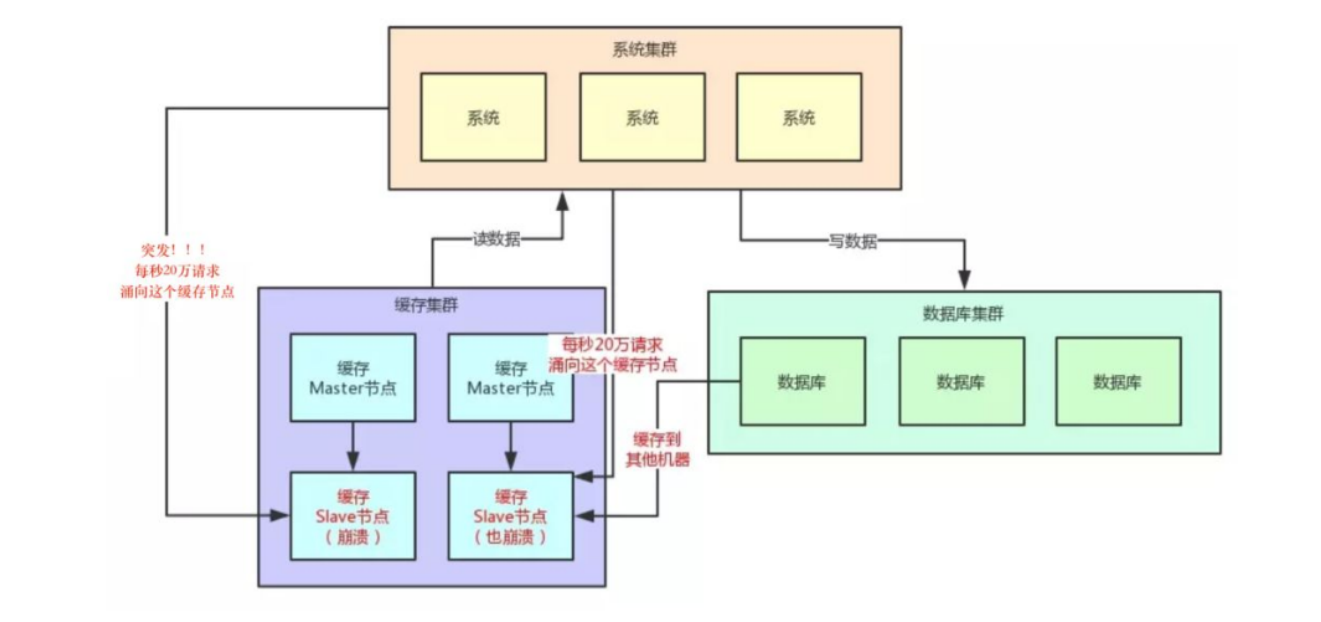 系统集群
系统
系统
系统
读数据
写数据
突发！！！
每秒20万请求
涌向这个缓存节点
缓存集群
缓存
Master节点
缓存
Master节点
每秒20万请求
涌向这个缓存节点
数据库集群
数据库
数据库
数据库
缓存到
其他机器
缓存
Slave节点
（崩溃）
缓存
Slave节点
（也崩溃）